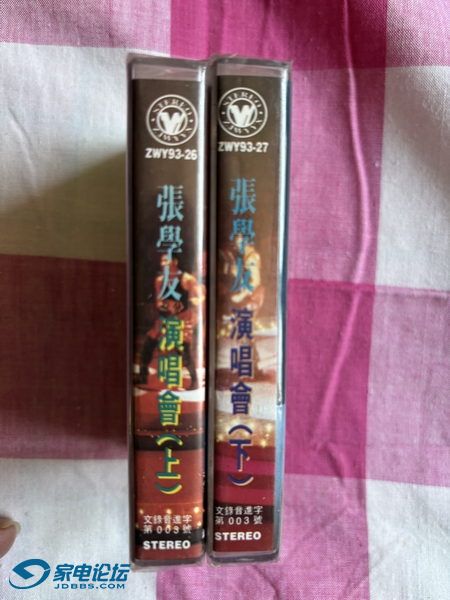 STEREO
ZWY93-26
張學友
演唱會(上)
文錄音進字
第003號
STEREO
STEREO
ZWY93-27
張學友
演唱會(下)
文錄音進字
第003號
STEREO
家电论坛
JDBBS.COM